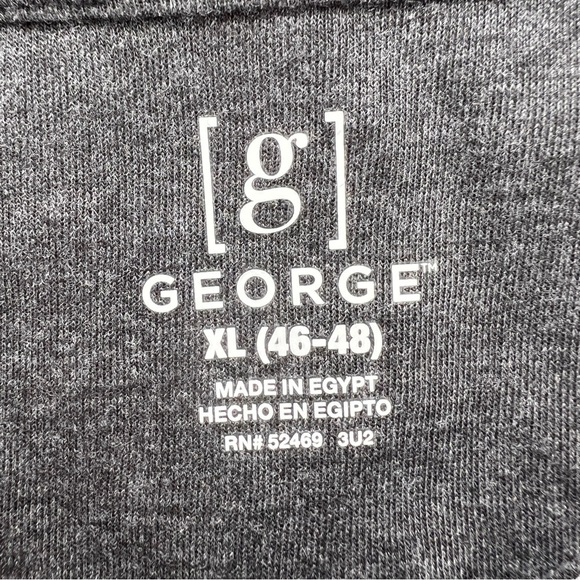 [g]
GEORGE™
XL (46-48)
MADE IN EGYPT
HECHO EN EGIPTO
RN# 52469 3U2